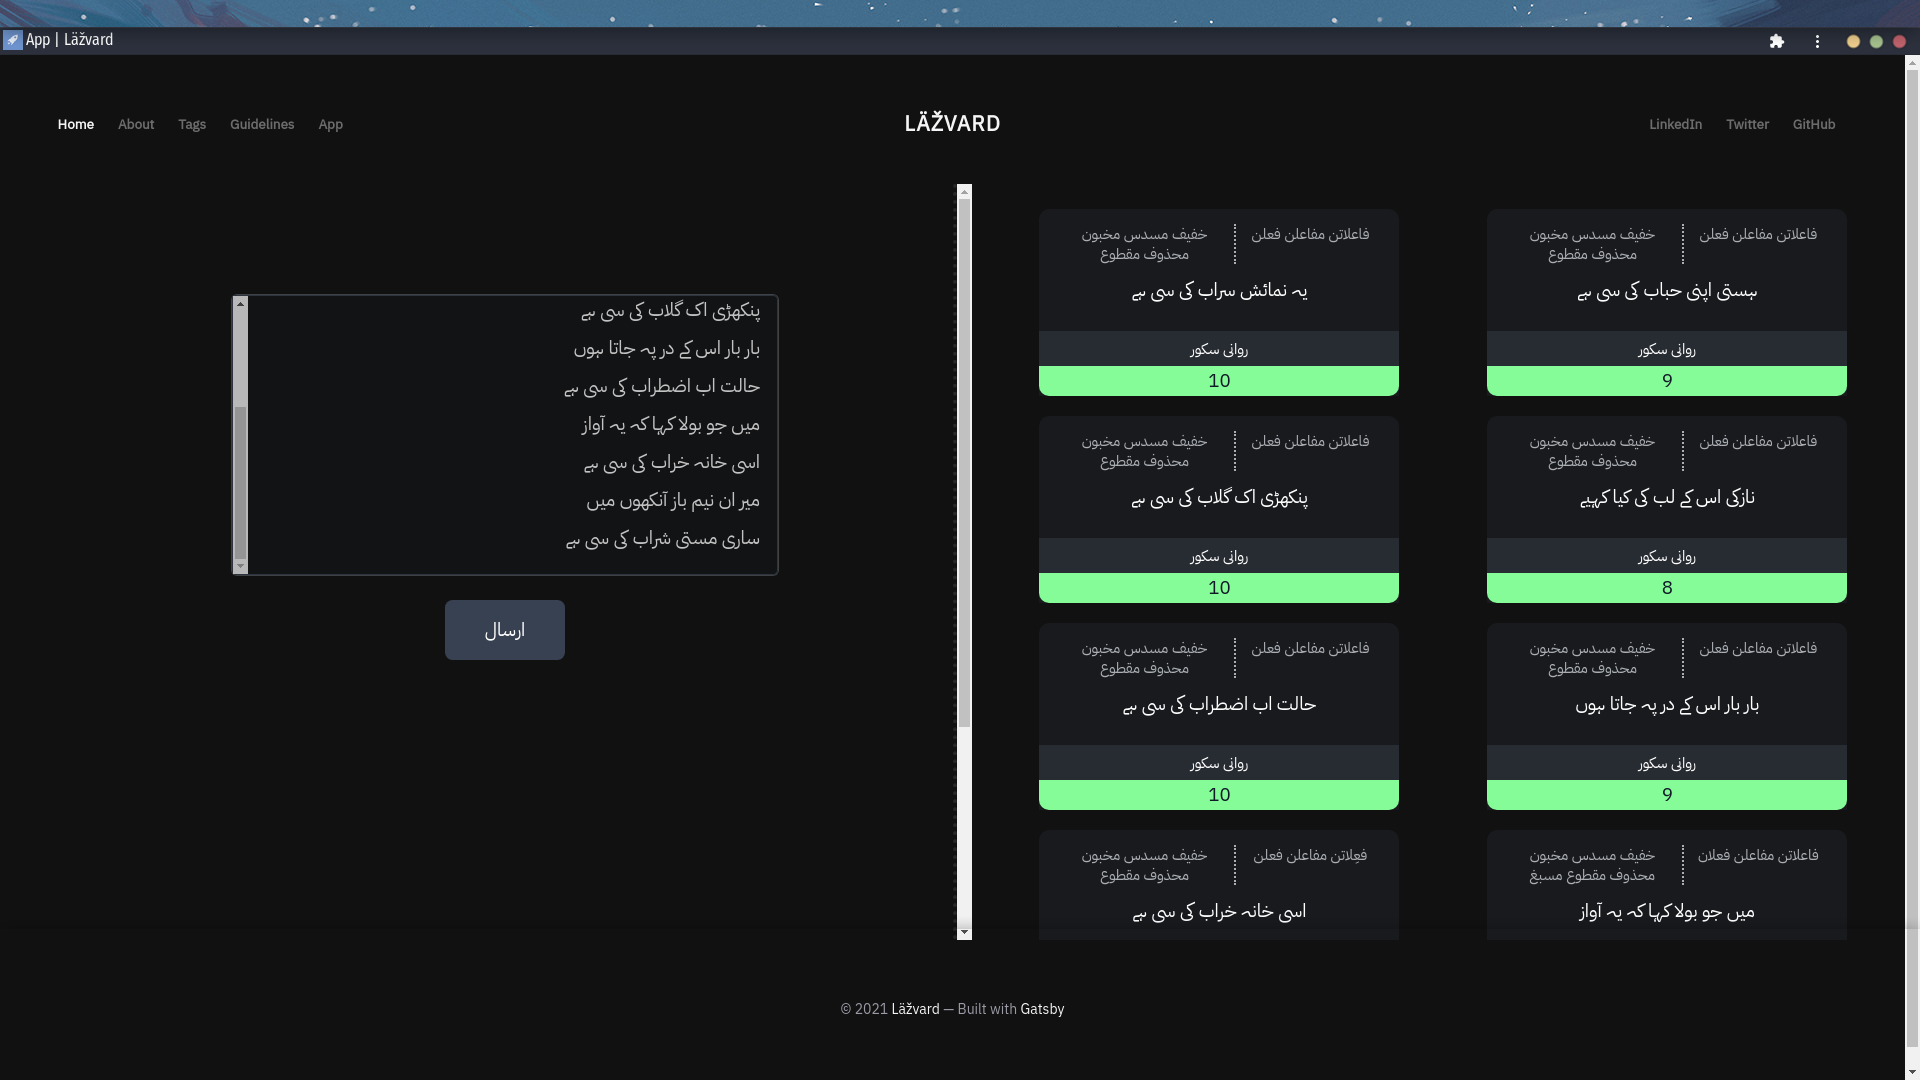 App | Läžvard
Home About Tags Guidelines App
LÄŽVARD
LinkedIn Twitter GitHub
پنکھڑی اک گلاب کی سی ہے
بار بار اس کے در پہ جاتا ہوں
حالت اب اضطراب کی سی ہے
میں جو بولا کہا کہ یہ آواز
اسی خانہ خراب کی سی ہے
میر ان نیم باز آنکھوں میں
ساری مستی شراب کی سی ہے
ارسال
فاعلاتن مفاعلن فعلن
خفیف مسدس مخبون
محذوف مقطوع
ہستی اپنی حباب کی سی ہے
روانی سکور
9
فاعلاتن مفاعلن فعلن
خفیف مسدس مخبون
محذوف مقطوع
یہ نمائش سراب کی سی ہے
روانی سکور
10
فاعلاتن مفاعلن فعلن
خفیف مسدس مخبون
محذوف مقطوع
نازکی اس کے لب کی کیا کہیے
روانی سکور
8
فاعلاتن مفاعلن فعلن
خفیف مسدس مخبون
محذوف مقطوع
پنکھڑی اک گلاب کی سی ہے
روانی سکور
10
فاعلاتن مفاعلن فعلن
خفیف مسدس مخبون
محذوف مقطوع
بار بار اس کے در پہ جاتا ہوں
روانی سکور
9
فاعلاتن مفاعلن فعلن
خفیف مسدس مخبون
محذوف مقطوع
حالت اب اضطراب کی سی ہے
روانی سکور
10
فاعلاتن مفاعلن فعلان
خفیف مسدس مخبون
محذوف مقطوع مسبغ
میں جو بولا کہا کہ یہ آواز
فَعِلاتن مفاعلن فعلن
خفیف مسدس مخبون
محذوف مقطوع
اسی خانہ خراب کی سی ہے
© 2021 Läžvard — Built with Gatsby